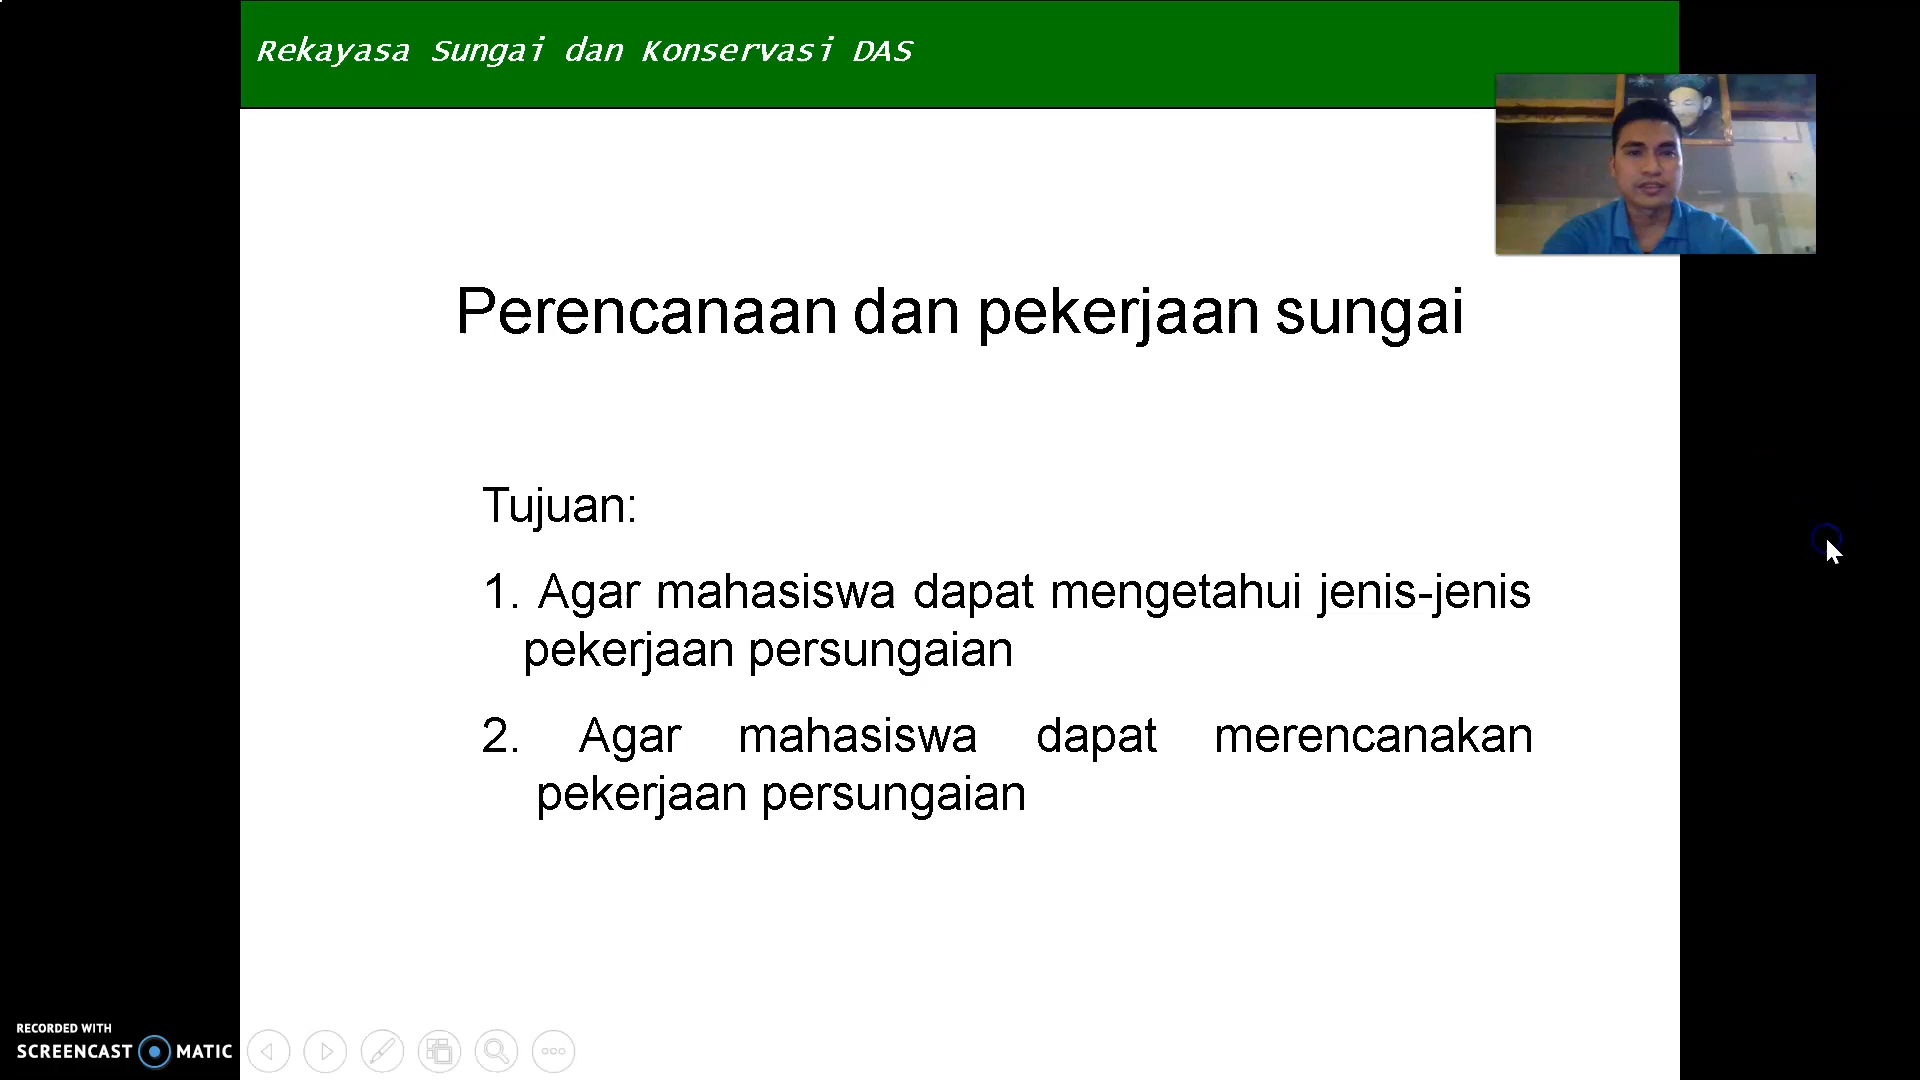 Rekayasa Sungai dan Konservasi DAS
Perencanaan dan pekerjaan sungai
Tujuan:
1. Agar mahasiswa dapat mengetahui jenis-jenis
pekerjaan persungaian
2. Agar mahasiswa dapat merencanakan
pekerjaan persungaian
RECORDED WITH
SCREENCAST MATIC